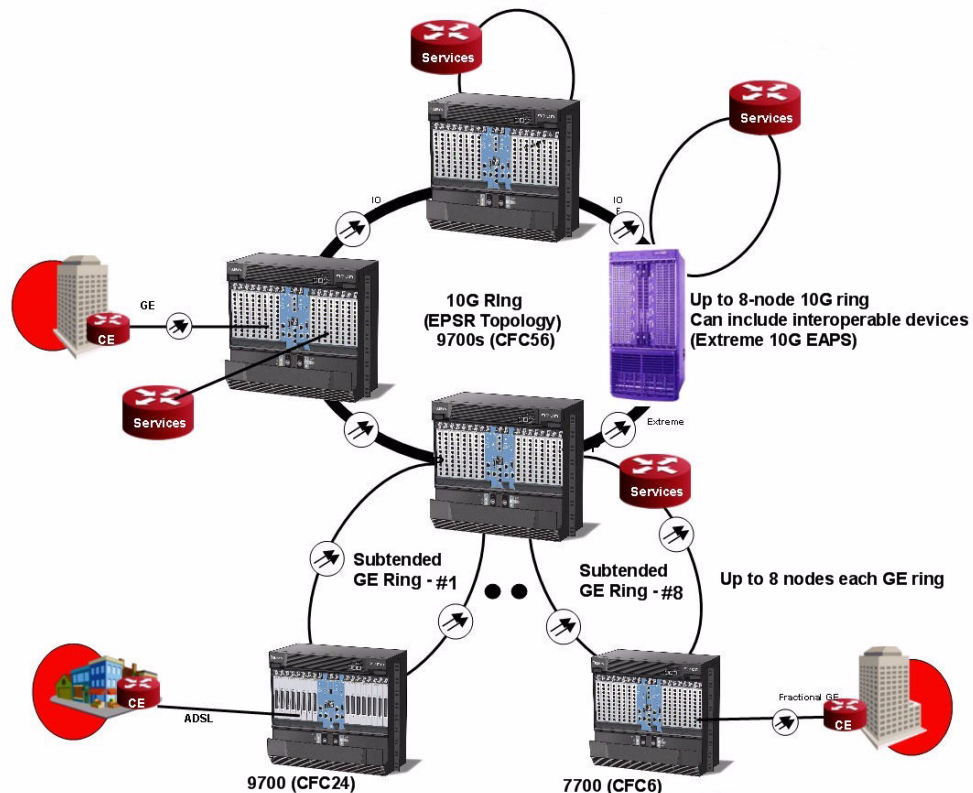 Services
Services
IO
IO
F
GE
CE
10G RIng
(EPSR Topology)
9700s (CFC56)
Up to 8-node 10G ring
Can include interoperable devices
(Extreme 10G EAPS)
Services
Extreme
Services
Subtended
GE Ring - #1
Subtended
GE Ring - #8
Up to 8 nodes each GE ring
CE
ADSL
Fractional GE
CE
9700 (CFC24)
7700 (CFC6)